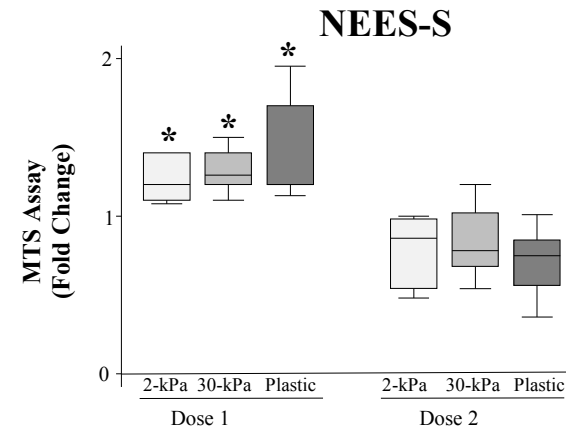 NEES-S
MTS Assay
(Fold Change)
2
1
0
*
*
*
2-kPa 30-kPa Plastic
2-kPa 30-kPa Plastic
Dose 1
Dose 2